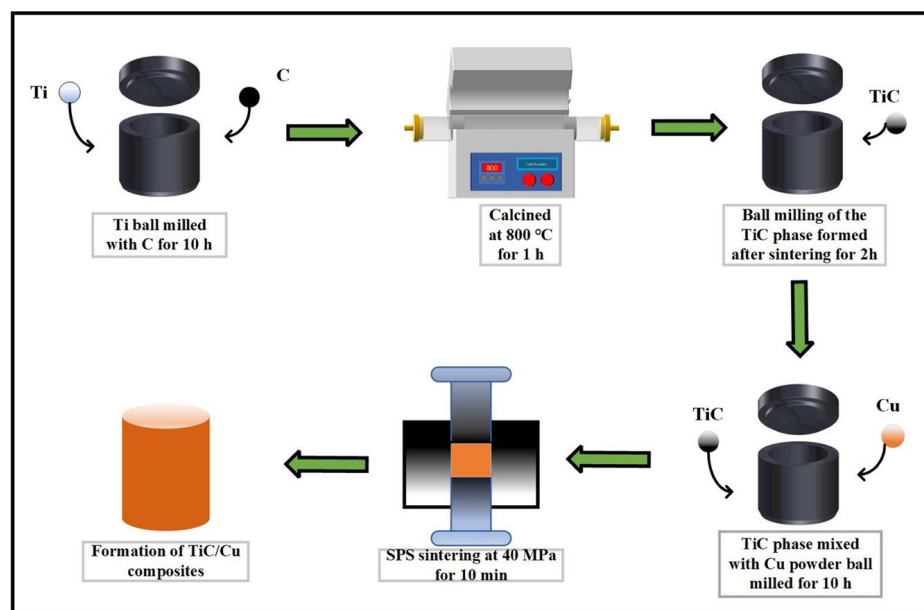 Ti
C
TiC
800
Ti ball milled
with C for 10 h
Calcined
at 800 °C
for 1 h
Ball milling of the
TiC phase formed
after sintering for 2h
TiC
Cu
Formation of TiC/Cu
composites
SPS sintering at 40 MPa
for 10 min
TiC phase mixed
with Cu powder ball
milled for 10 h